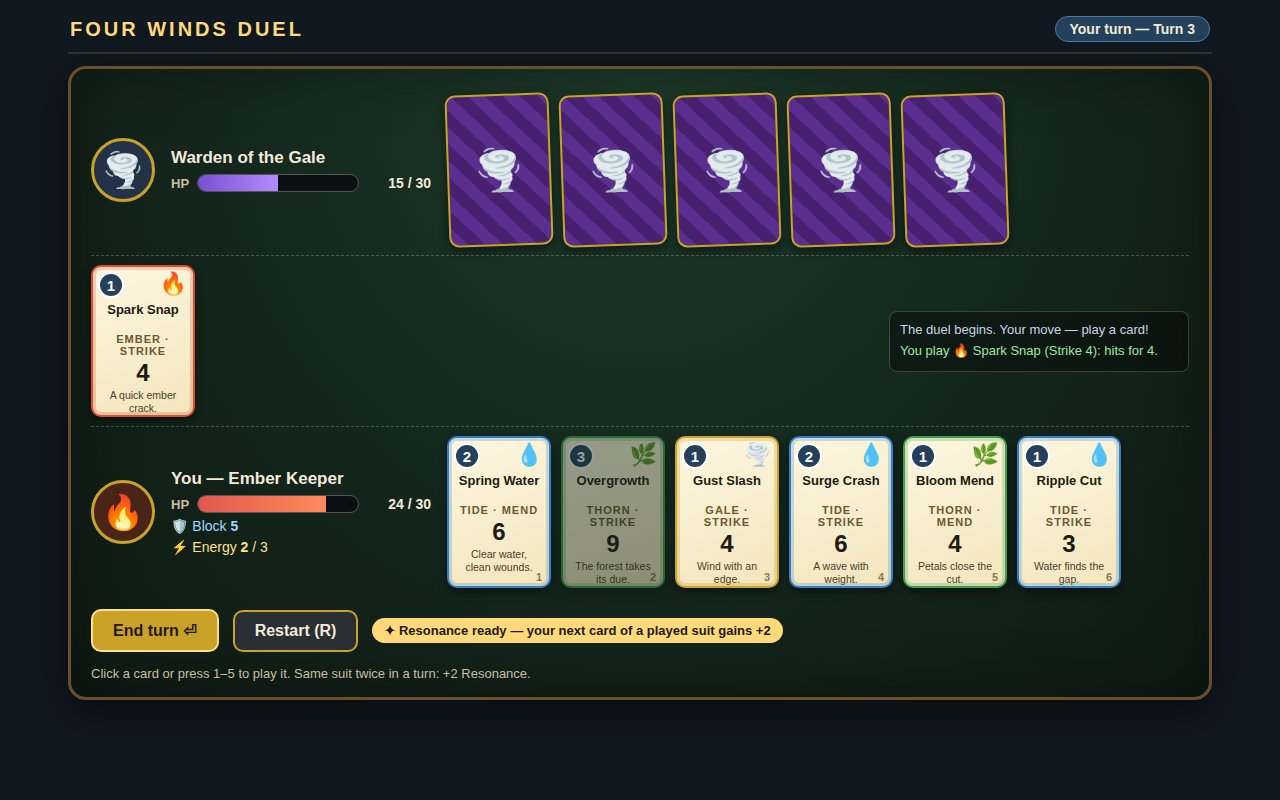 FOUR WINDS DUEL
Your turn — Turn 3
Warden of the Gale
HP
15 / 30
1
Spark Snap
EMBER ·
STRIKE
4
A quick ember
crack.
The duel begins. Your move — play a card!
You play 🔥 Spark Snap (Strike 4): hits for 4.
You — Ember Keeper
HP
24 / 30
🛡️ Block 5
⚡ Energy 2 / 3
2
Spring Water
TIDE · MEND
6
Clear water,
clean wounds.
1
3
Overgrowth
THORN ·
STRIKE
9
The forest takes
its due.
2
1
Gust Slash
GALE ·
STRIKE
4
Wind with an
edge.
3
2
Surge Crash
TIDE ·
STRIKE
6
A wave with
weight.
4
1
Bloom Mend
THORN ·
MEND
4
Petals close the
cut.
5
1
Ripple Cut
TIDE ·
STRIKE
3
Water finds the
gap.
6
End turn ⏎
Restart (R)
✦ Resonance ready — your next card of a played suit gains +2
Click a card or press 1–5 to play it. Same suit twice in a turn: +2 Resonance.